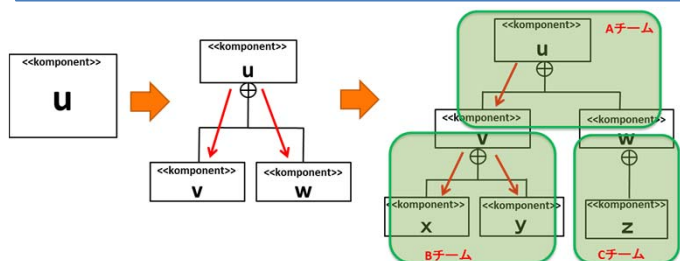 <<komponent>>
u
<<komponent>>
u
<<komponent>>
v
<<komponent>>
w
Aチーム
<<komponent>>
u
<<komponent>>
v
<<komponent>>
w
<<komponent>>
x
<<komponent>>
y
<<komponent>>
z
Bチーム
Cチーム